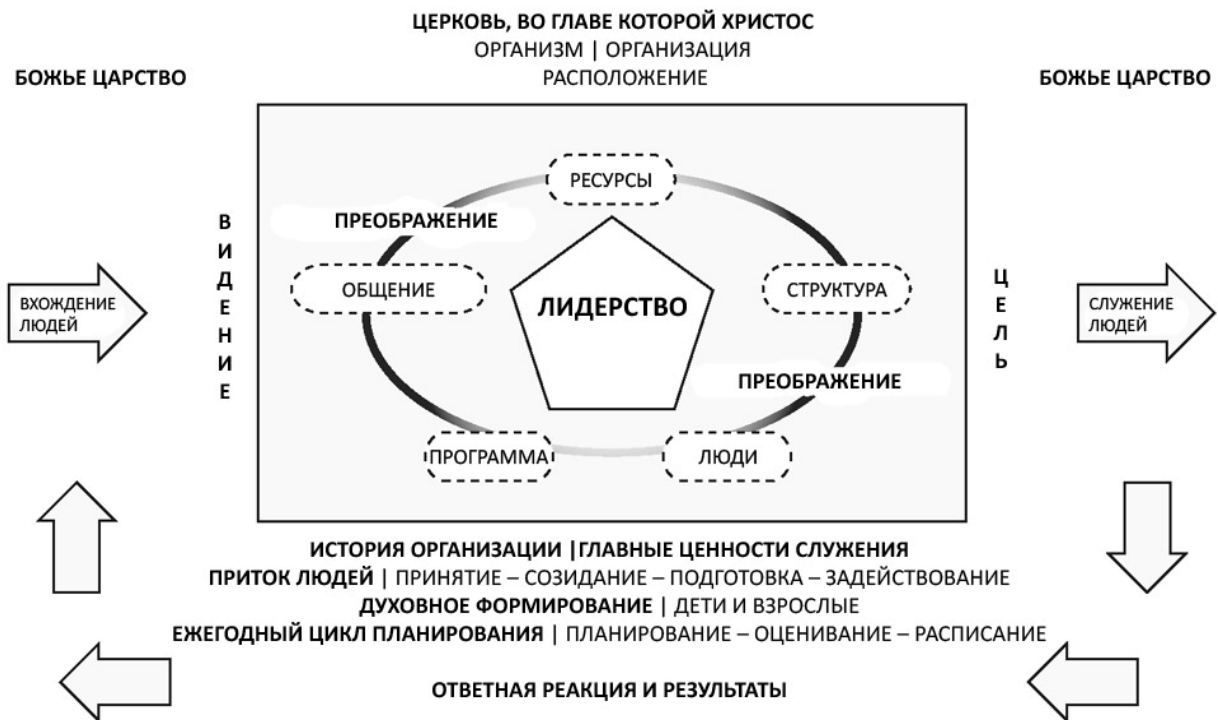 ЦЕРКОВЬ, ВО ГЛАВЕ КОТОРОЙ ХРИСТОС
ОРГАНИЗМ | ОРГАНИЗАЦИЯ
РАСПОЛОЖЕНИЕ
БОЖЬЕ ЦАРСТВО
БОЖЬЕ ЦАРСТВО
РЕСУРСЫ
ПРЕОБРАЖЕНИЕ
ВИДЕНИЕ
ОБЩЕНИЕ
ЛИДЕРСТВО
СТРУКТУРА
ЦЕЛЬ
ВХОЖДЕНИЕ
ЛЮДЕЙ
СЛУЖЕНИЕ
ЛЮДЕЙ
ПРЕОБРАЖЕНИЕ
ПРОГРАММА
ЛЮДИ
ИСТОРИЯ ОРГАНИЗАЦИИ |ГЛАВНЫЕ ЦЕННОСТИ СЛУЖЕНИЯ
ПРИТОК ЛЮДЕЙ | ПРИНЯТИЕ – СОЗИДАНИЕ – ПОДГОТОВКА – ЗАДЕЙСТВОВАНИЕ
ДУХОВНОЕ ФОРМИРОВАНИЕ | ДЕТИ И ВЗРОСЛЫЕ
ЕЖЕГОДНЫЙ ЦИКЛ ПЛАНИРОВАНИЯ | ПЛАНИРОВАНИЕ – ОЦЕНИВАНИЕ – РАСПИСАНИЕ
ОТВЕТНАЯ РЕАКЦИЯ И РЕЗУЛЬТАТЫ